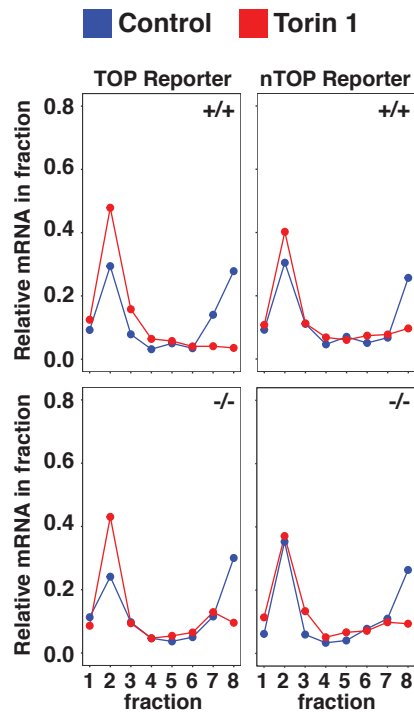 Control Torin 1
TOP Reporter nTOP Reporter
Relative mRNA in fraction
0.8
0.6
0.4
0.2
0.0
+/+
+/+
Relative mRNA in fraction
0.8
0.6
0.4
0.2
0.0
-/-
-/-
1 2 3 4 5 6 7 8
1 2 3 4 5 6 7 8
fraction fraction